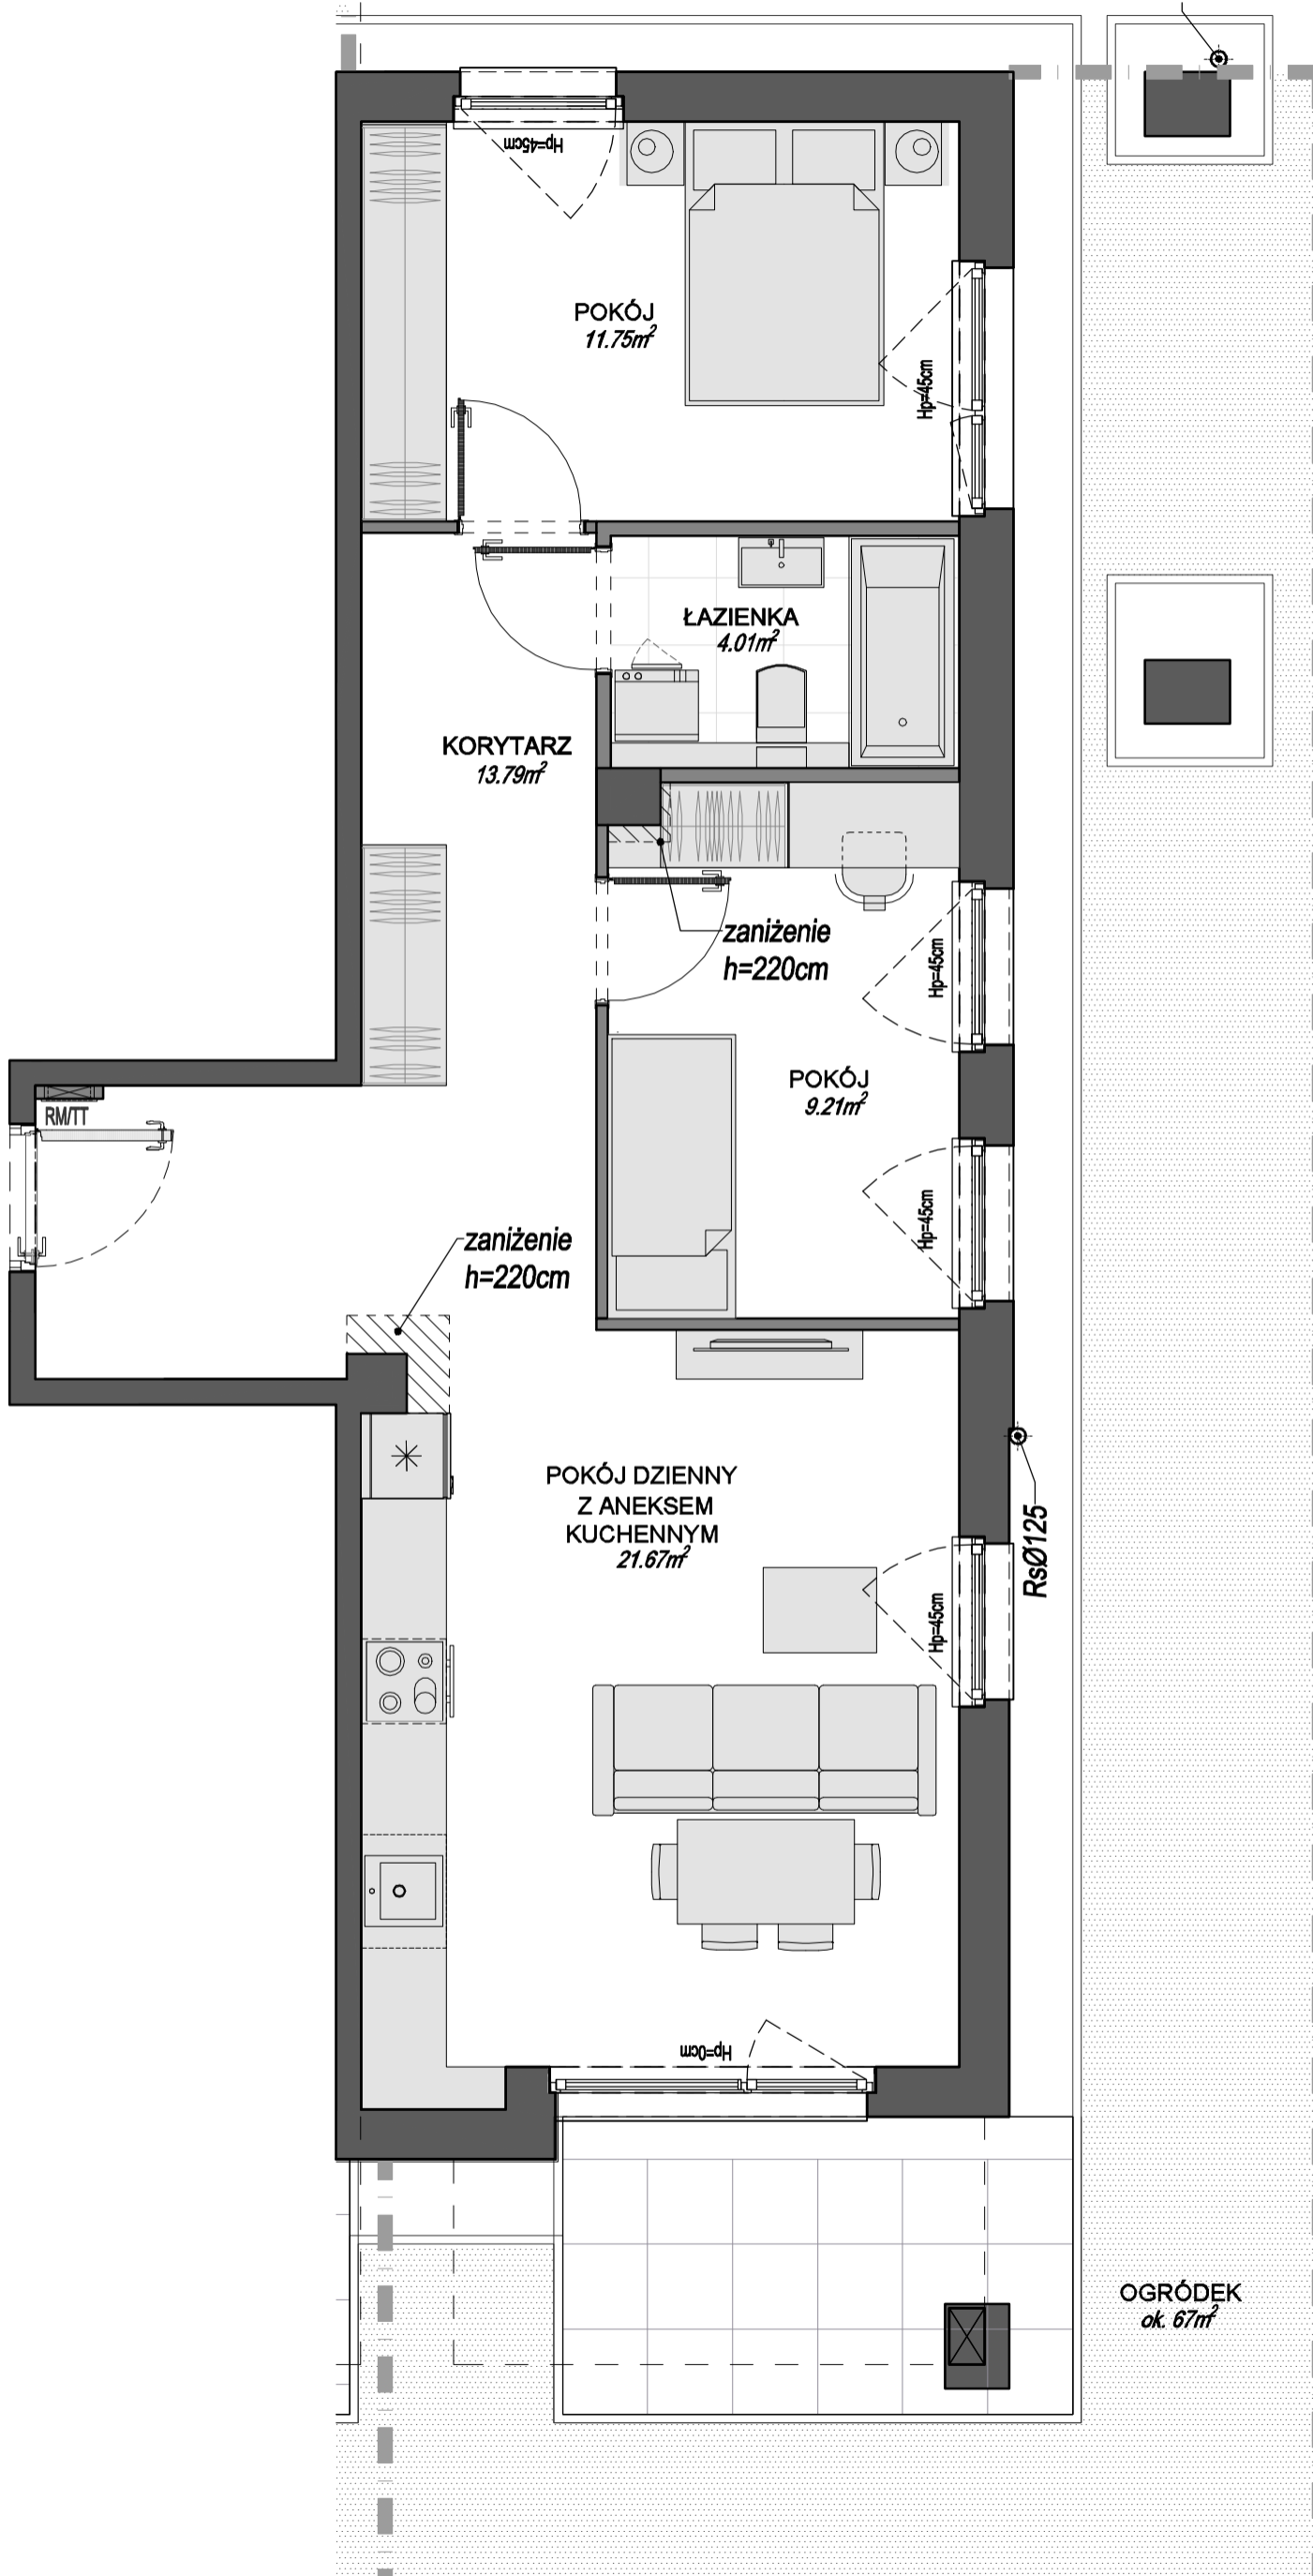 Hp=45cm
POKÓJ
11.75m²
Hp=45cm
ŁAZIENKA
4.01m²
KORYTARZ
13.79m²
zaniżenie
h=220cm
Hp=45cm
POKÓJ
9.21m²
RM/TT
Hp=45cm
zaniżenie
h=220cm
POKÓJ DZIENNY
Z ANEKSEM
KUCHENNYM
21.67m²
RsØ125
Hp=45cm
Hp=0cm
OGRÓDEK
ok. 67m²